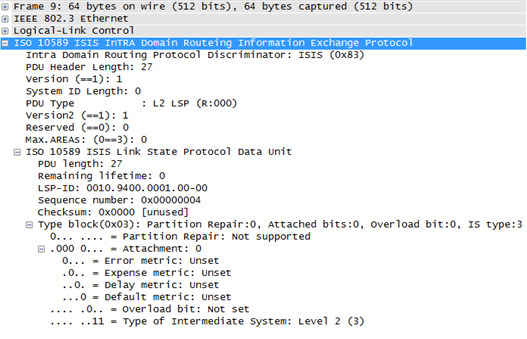 Frame 9: 64 bytes on wire (512 bits), 64 bytes captured (512 bits)
IEEE 802.3 Ethernet
Logical-Link Control
ISO 10589 ISIS InTRA Domain Routeing Information Exchange Protocol
Intra Domain Routing Protocol Discriminator: ISIS (0x83)
PDU Header Length: 27
Version (==1): 1
System ID Length: 0
PDU Type : L2 LSP (R:000)
Version2 (==1): 1
Reserved (==0): 0
Max.AREAs: (0==3): 0
ISO 10589 ISIS Link State Protocol Data Unit
PDU length: 27
Remaining lifetime: 0
LSP-ID: 0010.9400.0001.00-00
Sequence number: 0x00000004
Checksum: 0x0000 [unused]
Type block(0x03): Partition Repair:0, Attached bits:0, Overload bit:0, IS type:3
0... .... = Partition Repair: Not supported
.000 0... = Attachment: 0
0... = Error metric: Unset
.0.. = Expense metric: Unset
..0. = Delay metric: Unset
...0 = Default metric: Unset
.... .0.. = Overload bit: Not set
.... ..11 = Type of Intermediate System: Level 2 (3)